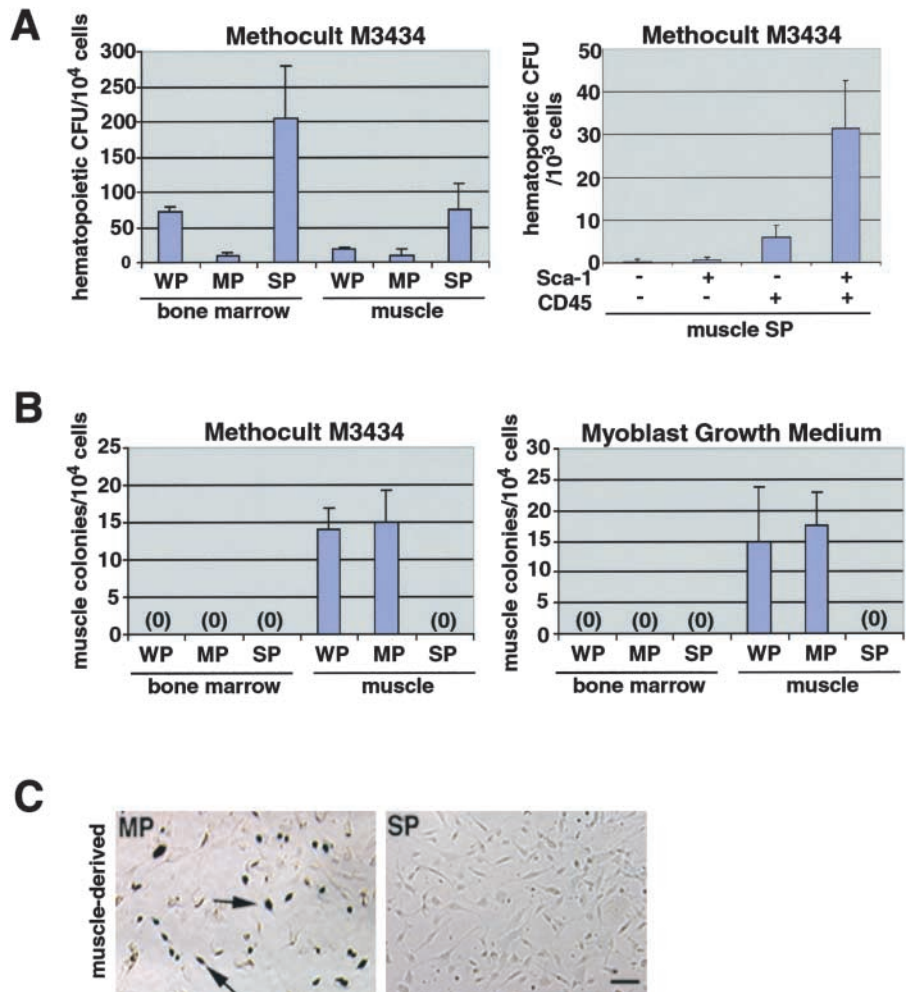 A
Methocult M3434
hematopoietic CFU/10⁴ cells
300
250
200
150
100
50
0
WP MP SP WP MP SP
bone marrow muscle
Methocult M3434
hematopoietic CFU
/10³ cells
50
40
30
20
10
0
Sca-1 - + - +
CD45 - - + +
muscle SP
B
Methocult M3434
muscle colonies/10⁴ cells
25
20
15
10
5
0
(0) (0) (0) (0)
WP MP SP WP MP SP
bone marrow muscle
Myoblast Growth Medium
muscle colonies/10⁴ cells
30
25
20
15
10
5
0
(0) (0) (0) (0)
WP MP SP WP MP SP
bone marrow muscle
C
muscle-derived
MP
SP